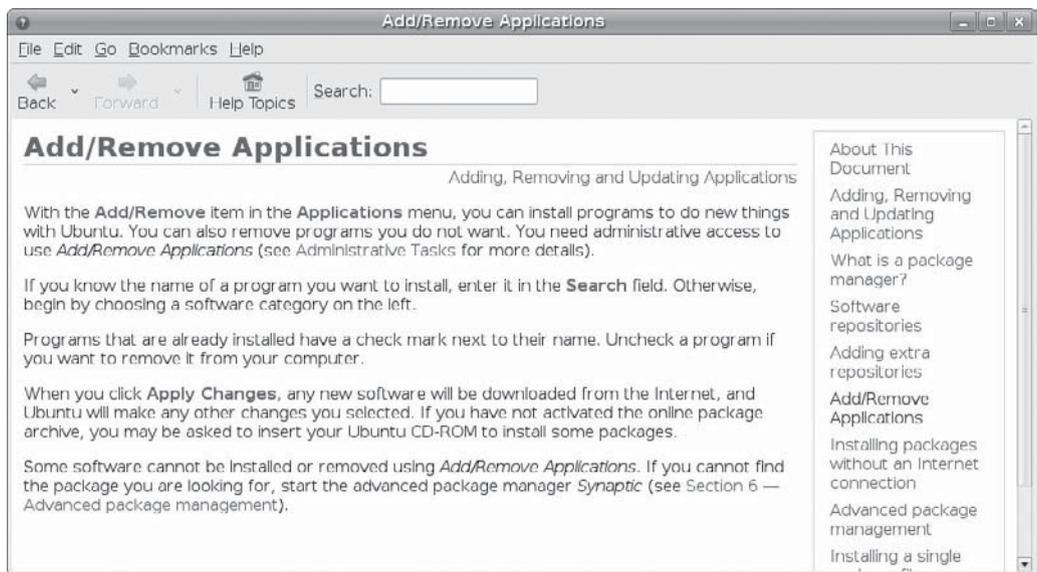 Add/Remove Applications
File Edit Go Bookmarks Help
Back Forward Help Topics Search:
Add/Remove Applications
Adding, Removing and Updating Applications
With the Add/Remove item in the Applications menu, you can install programs to do new things
with Ubuntu. You can also remove programs you do not want. You need administrative access to
use Add/Remove Applications (see Administrative Tasks for more details).
If you know the name of a program you want to install, enter it in the Search field. Otherwise,
begin by choosing a software category on the left.
Programs that are already installed have a check mark next to their name. Uncheck a program if
you want to remove it from your computer.
When you click Apply Changes, any new software will be downloaded from the Internet, and
Ubuntu will make any other changes you selected. If you have not activated the online package
archive, you may be asked to insert your Ubuntu CD-ROM to install some packages.
Some software cannot be installed or removed using Add/Remove Applications. If you cannot find
the package you are looking for, start the advanced package manager Synaptic (see Section 6 —
Advanced package management).
About This
Document
Adding, Removing
and Updating
Applications
What is a package
manager?
Software
repositories
Adding extra
repositories
Add/Remove
Applications
Installing packages
without an Internet
connection
Advanced package
management
Installing a single